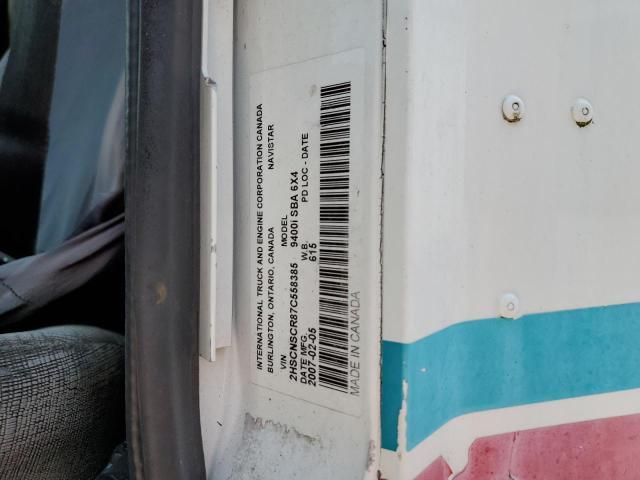 INTERNATIONAL TRUCK AND ENGINE CORPORATION CANADA
BURLINGTON, ONTARIO, CANADA NAVISTAR
VIN MODEL
2HSCNSCR87C558385 9400i SBA 6X4
DATE MFG. W.B. PD LOC - DATE
2007-02-05 615
MADE IN CANADA